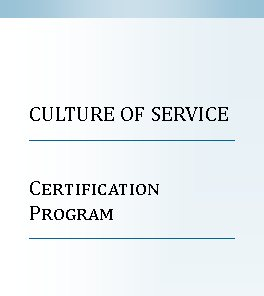 CULTURE OF SERVICE
CERTIFICATION
PROGRAM